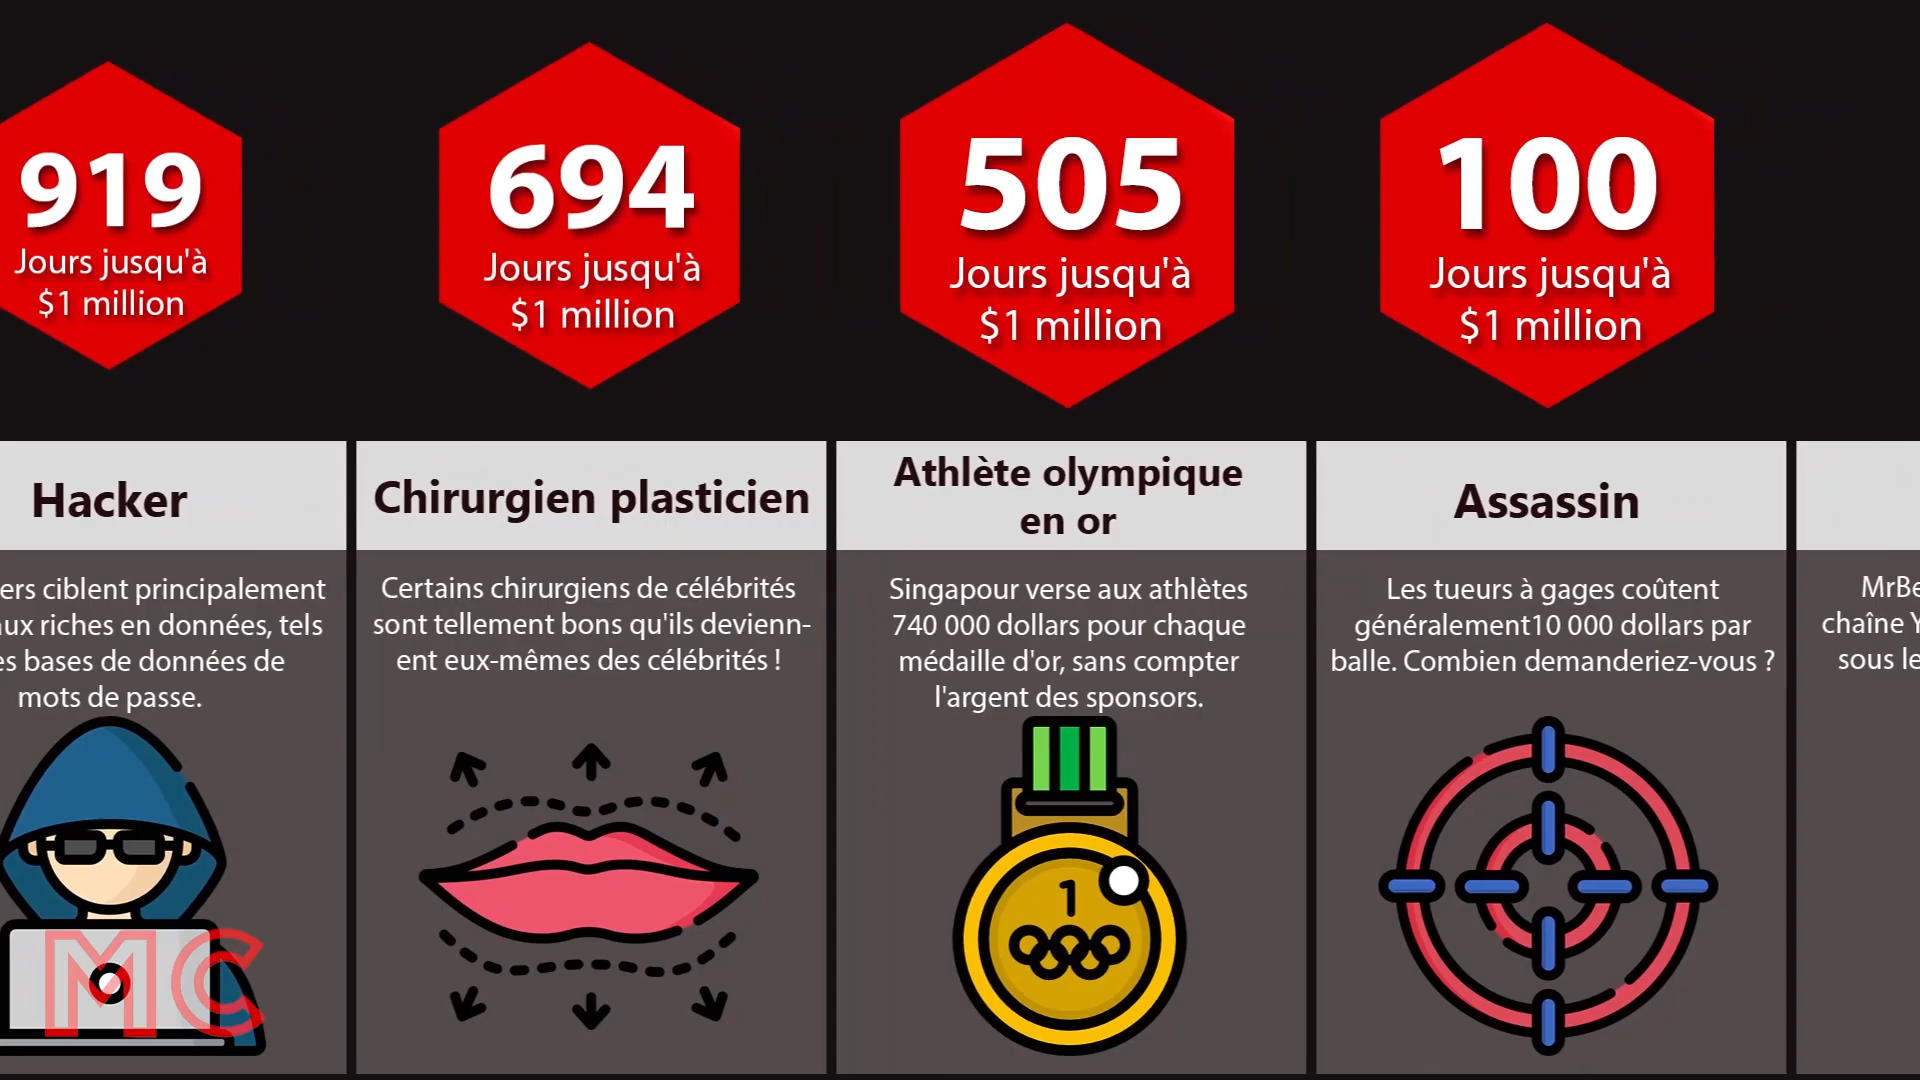 919
Jours jusqu'à
$1 million
694
Jours jusqu'à
$1 million
505
Jours jusqu'à
$1 million
100
Jours jusqu'à
$1 million
Hacker
ers ciblent principalement
aux riches en données, tels
es bases de données de
mots de passe.
MC
Chirurgien plasticien
Certains chirurgiens de célébrités
sont tellement bons qu'ils devienn-
ent eux-mêmes des célébrités !
Athlète olympique
en or
Singapour verse aux athlètes
740 000 dollars pour chaque
médaille d'or, sans compter
l'argent des sponsors.
1
Assassin
Les tueurs à gages coûtent
généralement10 000 dollars par
balle. Combien demanderiez-vous ?
MrBe
chaîne Y
sous le